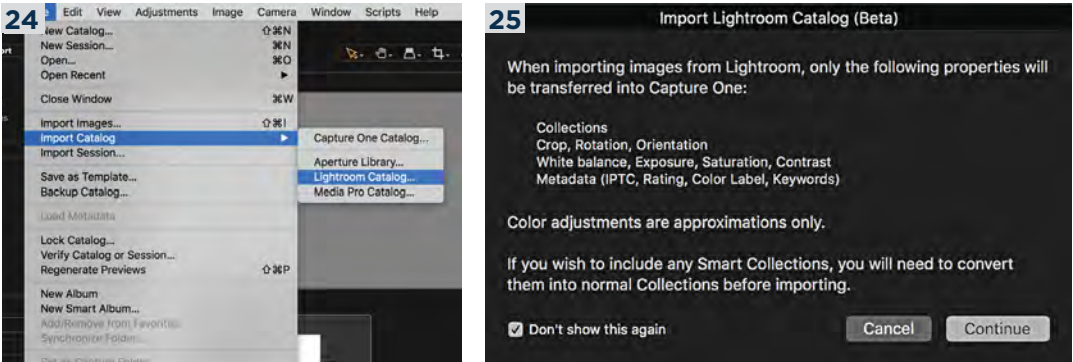 24
Edit View Adjustments Image Camera Window Scripts Help
New Catalog... ⇧⌘N
New Session... ⌘N
Open... ⌘O
Open Recent ▶
Close Window ⌘W
Import Images... ⇧⌘I
Import Catalog ▶
Import Session...
Save as Template...
Backup Catalog...
Load Metadata
Lock Catalog...
Verify Catalog or Session...
Regenerate Previews ⇧⌘P
New Album
New Smart Album...
Add/Remove from Favorites
Synchronize Folder...
Capture One Catalog...
Aperture Library...
Lightroom Catalog...
Media Pro Catalog...
25
Import Lightroom Catalog (Beta)
When importing images from Lightroom, only the following properties will
be transferred into Capture One:
Collections
Crop, Rotation, Orientation
White balance, Exposure, Saturation, Contrast
Metadata (IPTC, Rating, Color Label, Keywords)
Color adjustments are approximations only.
If you wish to include any Smart Collections, you will need to convert
them into normal Collections before importing.
Don't show this again
Cancel
Continue